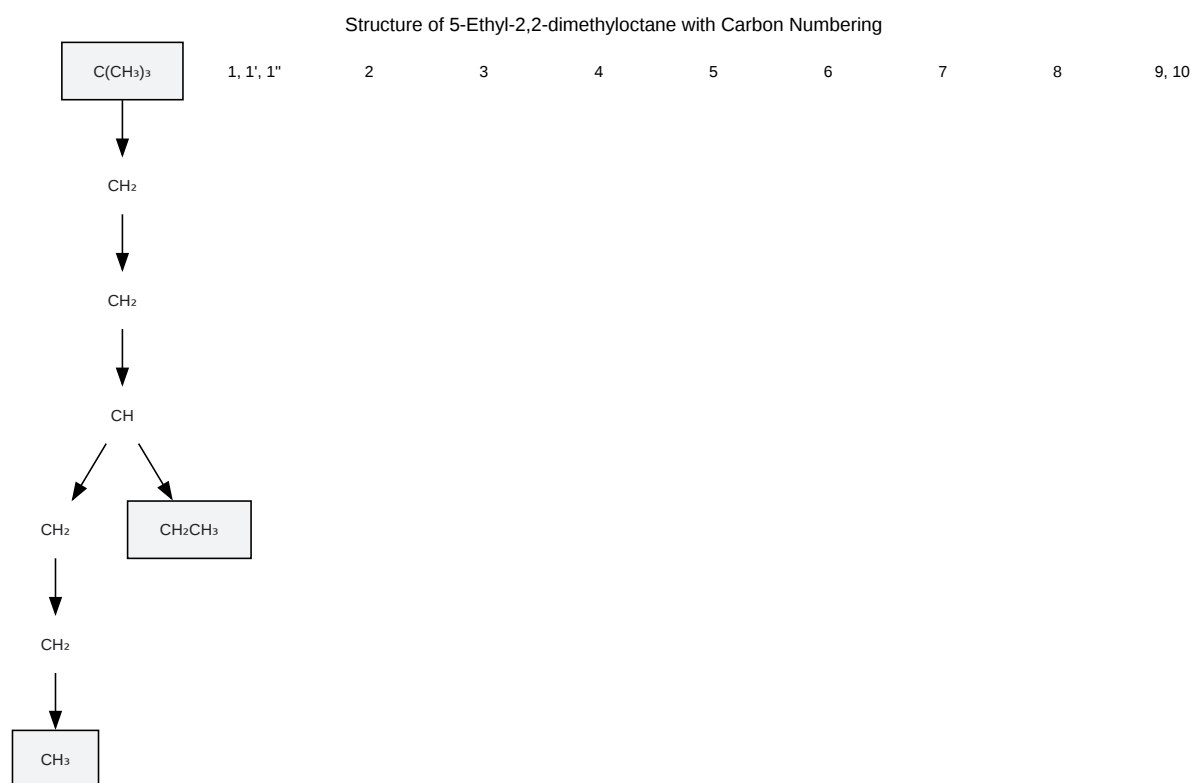 Structure of 5-Ethyl-2,2-dimethyloctane with Carbon Numbering
C(CH₃)₃ 1, 1', 1" 2 3 4 5 6 7 8 9, 10
CH₂
CH₂
CH
CH₂ CH₂CH₃
CH₂
CH₃